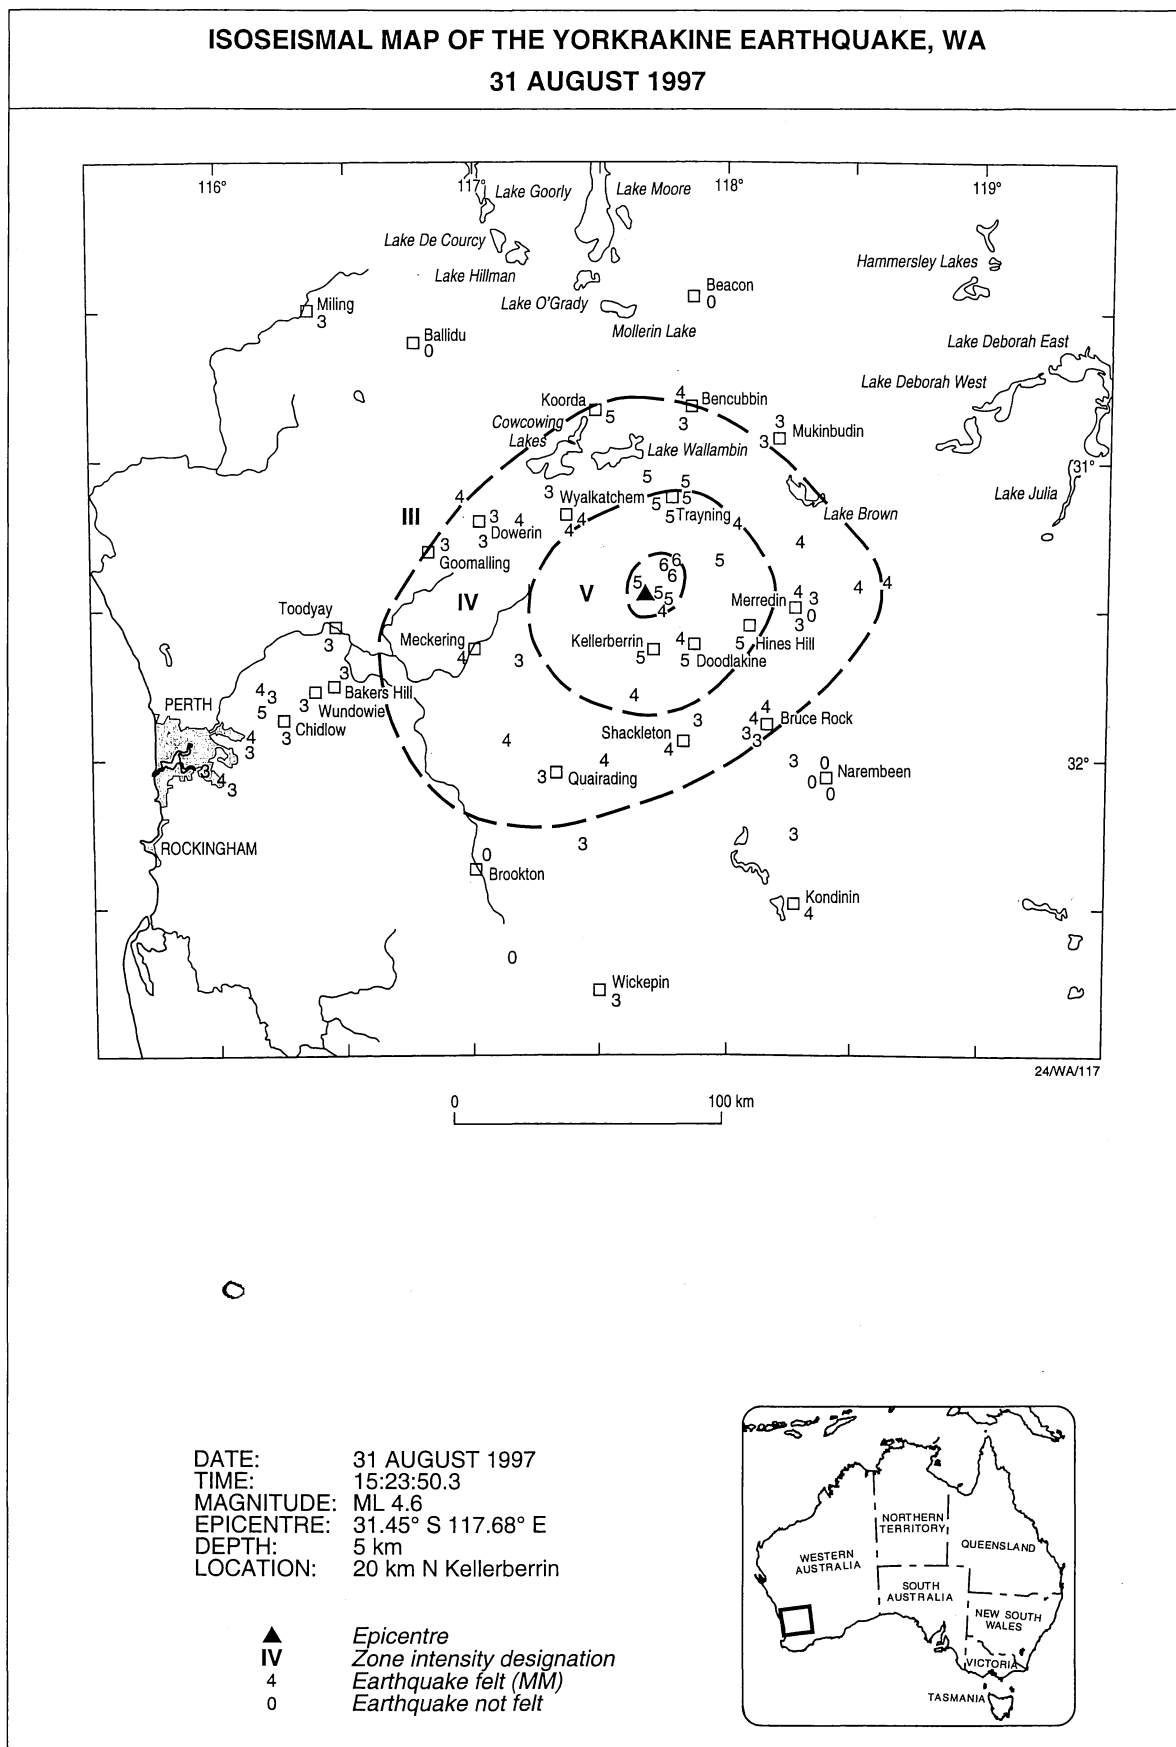 ISOSEISMAL MAP OF THE YORKRAKINE EARTHQUAKE, WA
31 AUGUST 1997
116°
117°
118°
119°
Lake Goorly
Lake Moore
Lake De Courcy
Lake Hillman
Hammersley Lakes
Lake O'Grady
Beacon
0
Miling
3
Mollerin Lake
Ballidu
0
Lake Deborah East
Lake Deborah West
Koorda
5
4
Bencubbin
3
Cowcowing
Lakes
Lake Wallambin
3
3
Mukinbudin
31°
Lake Julia
5
5
5
5
5
Trayning
4
Lake Brown
4
3
Wyalkatchem
4
4
III
3
4
Dowerin
3
3
Goomalling
4
6
6
6
5
5
5
4
5
IV
V
4
4
Merredin
4
3
0
3
Toodyay
3
Meckering
4
3
Kellerberrin
5
4
5
Doodlakine
5
Hines Hill
PERTH
4
3
5
3
Bakers Hill
3
Wundowie
Chidlow
3
4
3
3
4
3
4
3
Shackleton
4
4
4
3
3
Bruce Rock
4
4
3
Quairading
3
0
0
0
Narembeen
32°
ROCKINGHAM
0
Brookton
3
3
Kondinin
4
0
Wickepin
3
24/WA/117
0
100 km
DATE: 31 AUGUST 1997
TIME: 15:23:50.3
MAGNITUDE: ML 4.6
EPICENTRE: 31.45° S 117.68° E
DEPTH: 5 km
LOCATION: 20 km N Kellerberrin
Epicentre
IV Zone intensity designation
4 Earthquake felt (MM)
0 Earthquake not felt
NORTHERN
TERRITORY
QUEENSLAND
WESTERN
AUSTRALIA
SOUTH
AUSTRALIA
NEW SOUTH
WALES
VICTORIA
TASMANIA